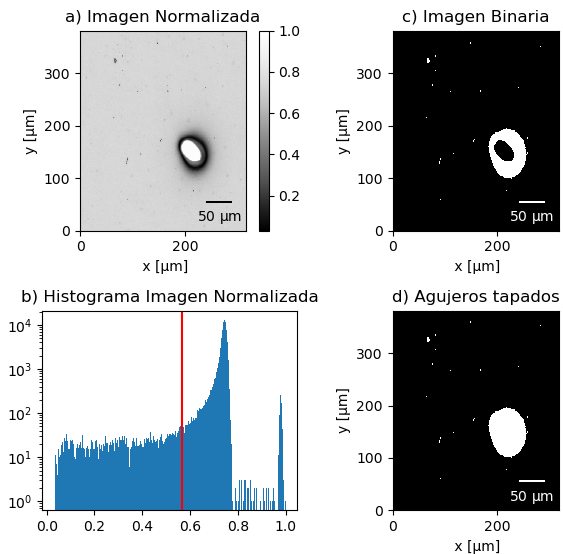 a) Imagen Normalizada
y [µm]
300
200
100
0
0
200
x [µm]
50 µm
1.0
0.8
0.6
0.4
0.2
c) Imagen Binaria
y [µm]
300
200
100
0
0
200
x [µm]
50 µm
b) Histograma Imagen Normalizada
10⁴
10³
10²
10¹
10⁰
0.0 0.2 0.4 0.6 0.8 1.0
d) Agujeros tapados
y [µm]
300
200
100
0
0
200
x [µm]
50 µm